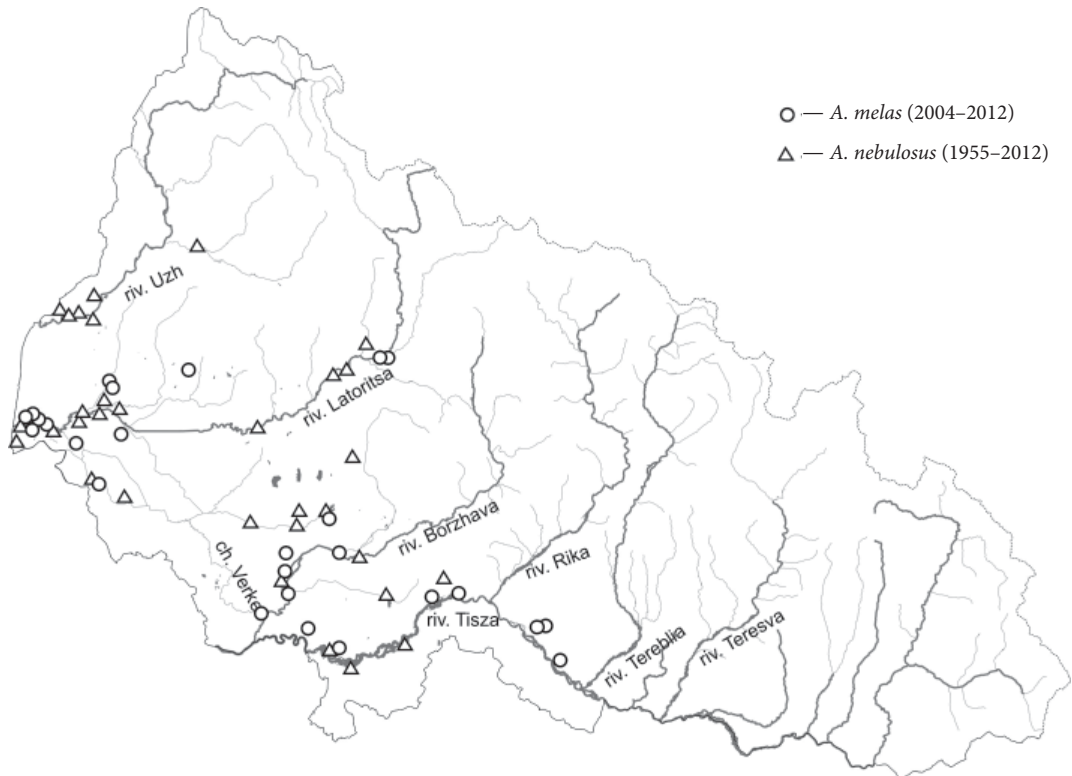 — A. melas (2004–2012)
— A. nebulosus (1955–2012)
riv. Uzh
riv. Latoritsa
riv. Borzhava
ch. Verke
riv. Rika
riv. Tisza
riv. Tereblia
riv. Teresva